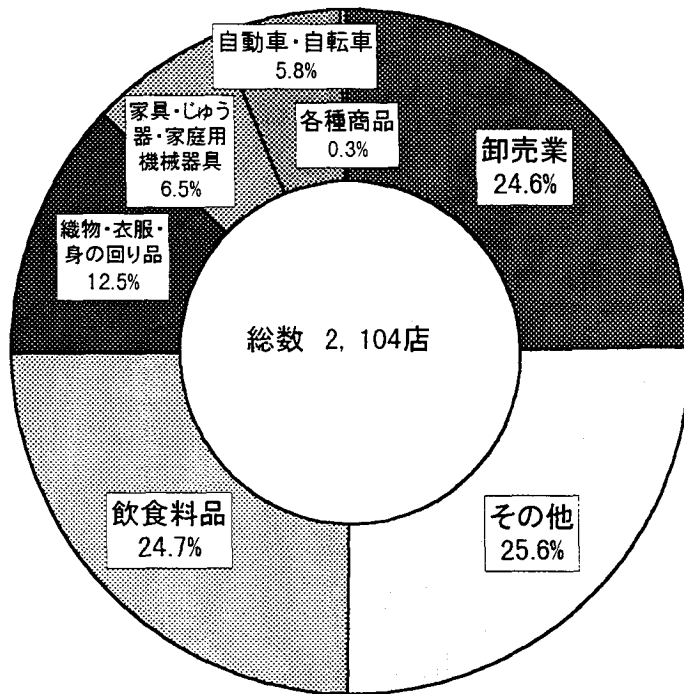 自動車・自転車
5.8%
家具・じゅう
器・家庭用
機械器具
6.5%
各種商品
0.3%
卸売業
24.6%
織物・衣服・
身の回り品
12.5%
総数 2, 104店
飲食料品
24.7%
その他
25.6%